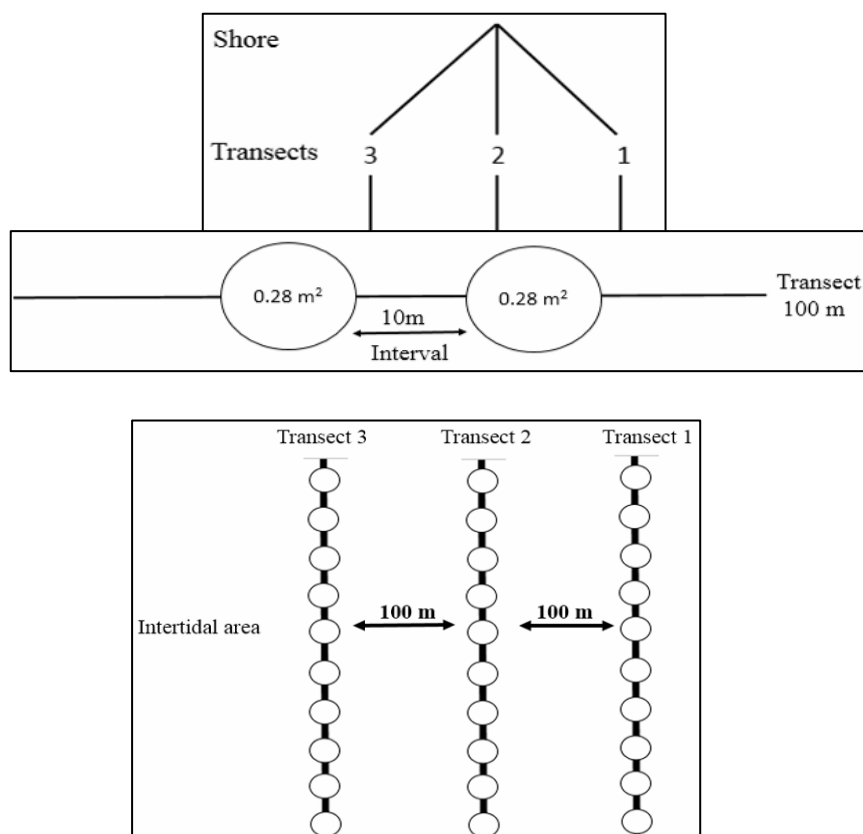 Shore
Transects 3 2 1
0.28 m²
0.28 m²
10m
Interval
Transect
100 m
Transect 3 Transect 2 Transect 1
100 m 100 m
Intertidal area